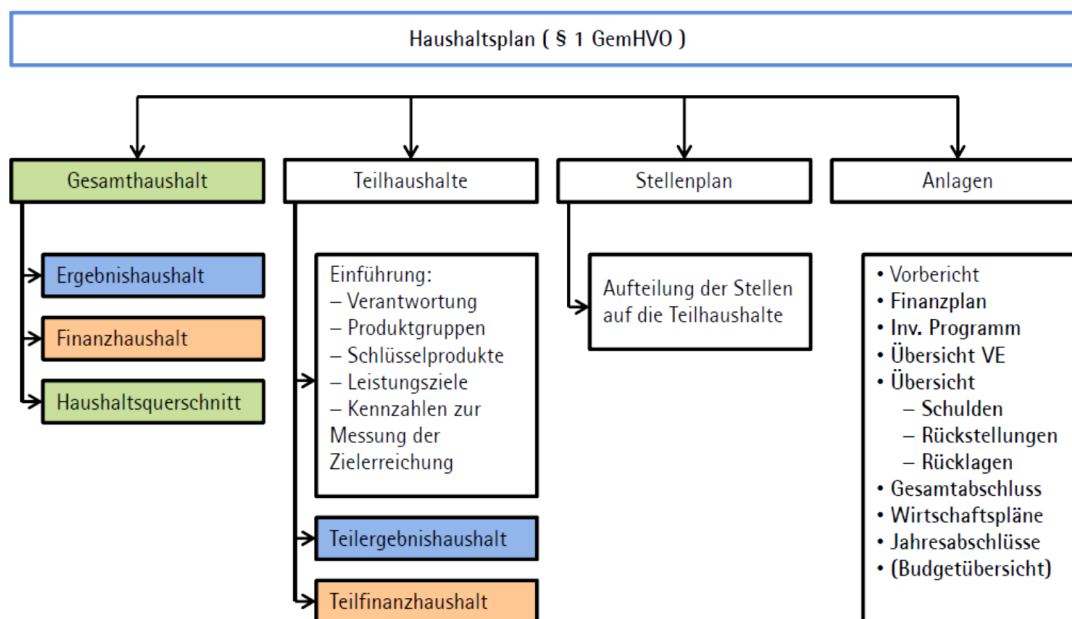 Haushaltsplan ( § 1 GemHVO )
Gesamthaushalt
Ergebnishaushalt
Finanzhaushalt
Haushaltsquerschnitt
Teilhaushalte
Einführung:
– Verantwortung
– Produktgruppen
– Schlüsselprodukte
– Leistungsziele
– Kennzahlen zur
Messung der
Zielerreichung
Teilergebnishaushalt
Teilfinanzhaushalt
Stellenplan
Aufteilung der Stellen
auf die Teilhaushalte
Anlagen
• Vorbericht
• Finanzplan
• Inv. Programm
• Übersicht VE
• Übersicht
– Schulden
– Rückstellungen
– Rücklagen
• Gesamtabschluss
• Wirtschaftspläne
• Jahresabschlüsse
• (Budgetübersicht)